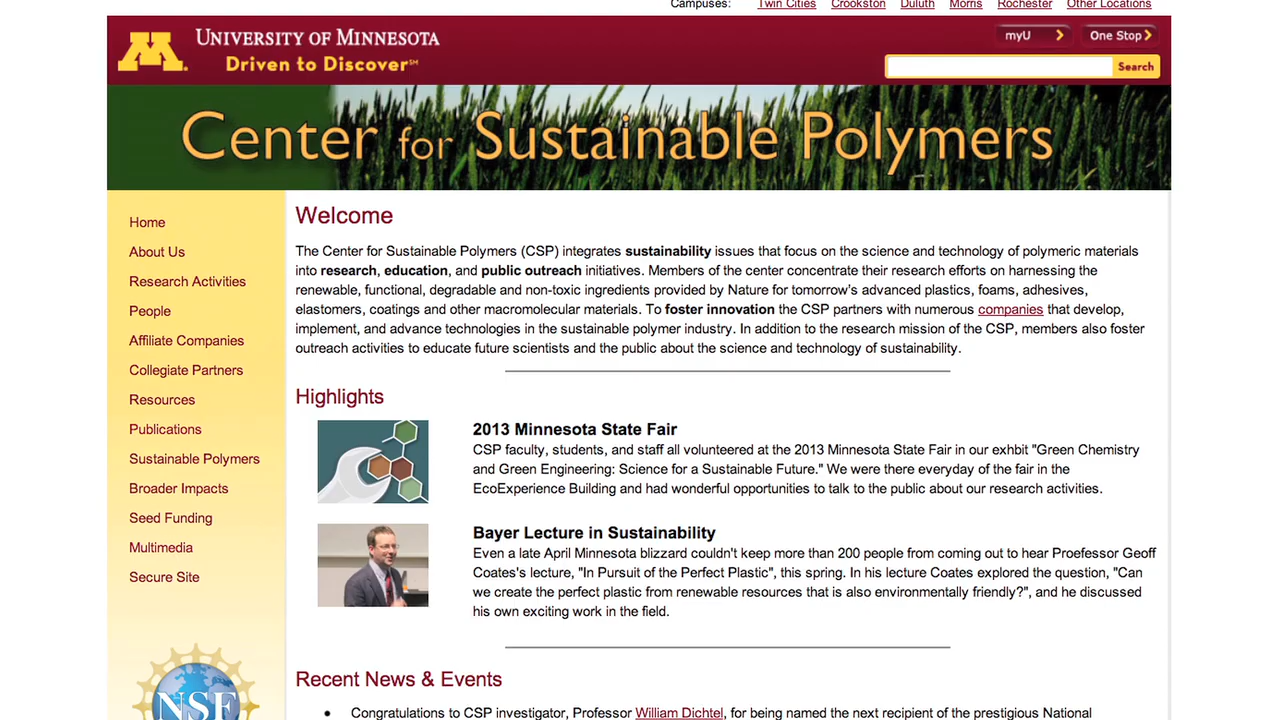 Campuses: Twin Cities Crookston Duluth Morris Rochester Other Locations
UNIVERSITY OF MINNESOTA
Driven to Discover℠
myU
One Stop
Search
Center for Sustainable Polymers
Home
About Us
Research Activities
People
Affiliate Companies
Collegiate Partners
Resources
Publications
Sustainable Polymers
Broader Impacts
Seed Funding
Multimedia
Secure Site
NSF
Welcome
The Center for Sustainable Polymers (CSP) integrates sustainability issues that focus on the science and technology of polymeric materials
into research, education, and public outreach initiatives. Members of the center concentrate their research efforts on harnessing the
renewable, functional, degradable and non-toxic ingredients provided by Nature for tomorrow's advanced plastics, foams, adhesives,
elastomers, coatings and other macromolecular materials. To foster innovation the CSP partners with numerous companies that develop,
implement, and advance technologies in the sustainable polymer industry. In addition to the research mission of the CSP, members also foster
outreach activities to educate future scientists and the public about the science and technology of sustainability.
Highlights
2013 Minnesota State Fair
CSP faculty, students, and staff all volunteered at the 2013 Minnesota State Fair in our exhibit "Green Chemistry
and Green Engineering: Science for a Sustainable Future." We were there everyday of the fair in the
EcoExperience Building and had wonderful opportunities to talk to the public about our research activities.
Bayer Lecture in Sustainability
Even a late April Minnesota blizzard couldn't keep more than 200 people from coming out to hear Proefessor Geoff
Coates's lecture, "In Pursuit of the Perfect Plastic", this spring. In his lecture Coates explored the question, "Can
we create the perfect plastic from renewable resources that is also environmentally friendly?", and he discussed
his own exciting work in the field.
Recent News & Events
• Congratulations to CSP investigator, Professor William Dichtel, for being named the next recipient of the prestigious National